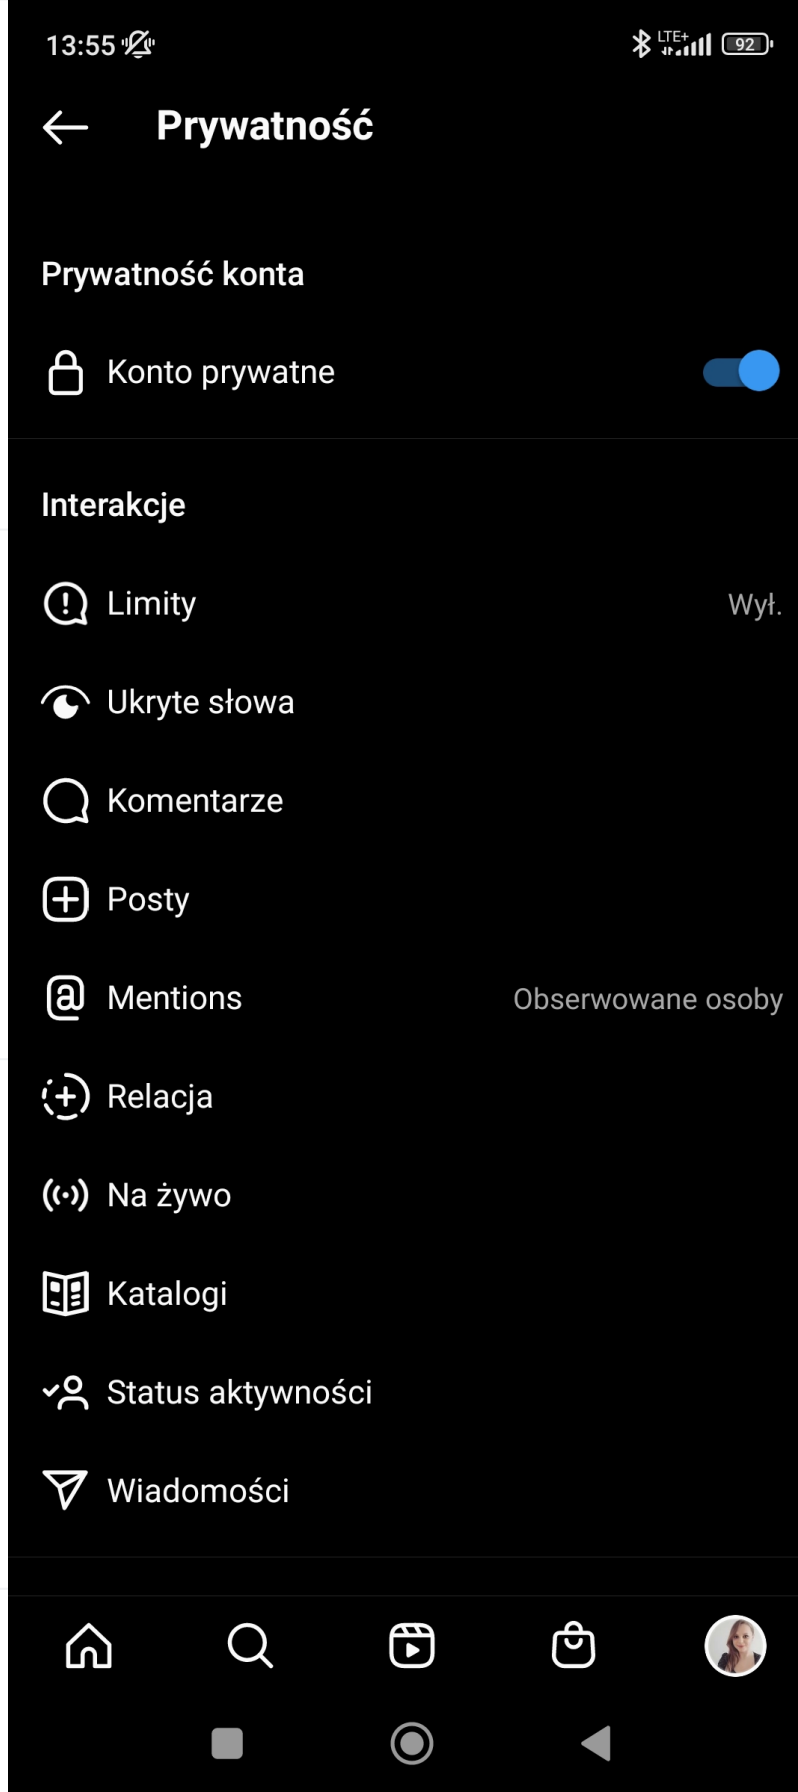 13:55
LTE+
92
Prywatność
Prywatność konta
Konto prywatne
Interakcje
Limity Wył.
Ukryte słowa
Komentarze
Posty
Mentions Obserwowane osoby
Relacja
Na żywo
Katalogi
Status aktywności
Wiadomości